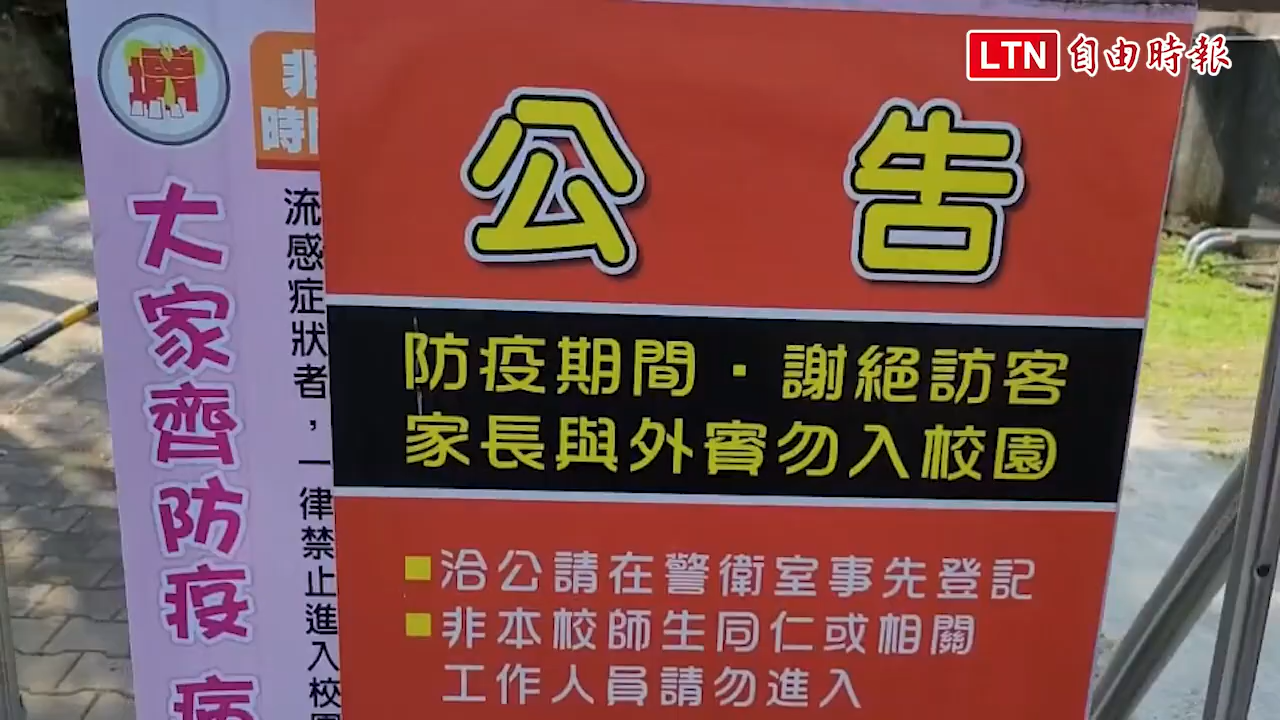 LTN 自由時報
公告
防疫期間・謝絕訪客
家長與外賓勿入校園
洽公請在警衛室事先登記
非本校師生同仁或相關
工作人員請勿進入
非
時
流感症狀者,一律禁止進入校園
大家齊防疫 病